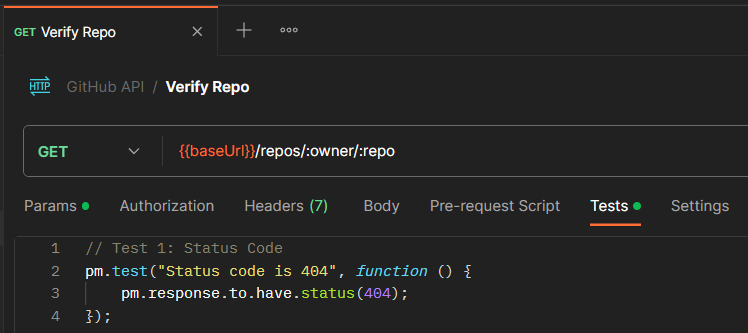 GET Verify Repo
HTTP GitHub API / Verify Repo
GET {{baseUrl}}/repos/:owner/:repo
Params Authorization Headers (7) Body Pre-request Script Tests Settings
1 // Test 1: Status Code
2 pm.test("Status code is 404", function () {
3 pm.response.to.have.status(404);
4 });